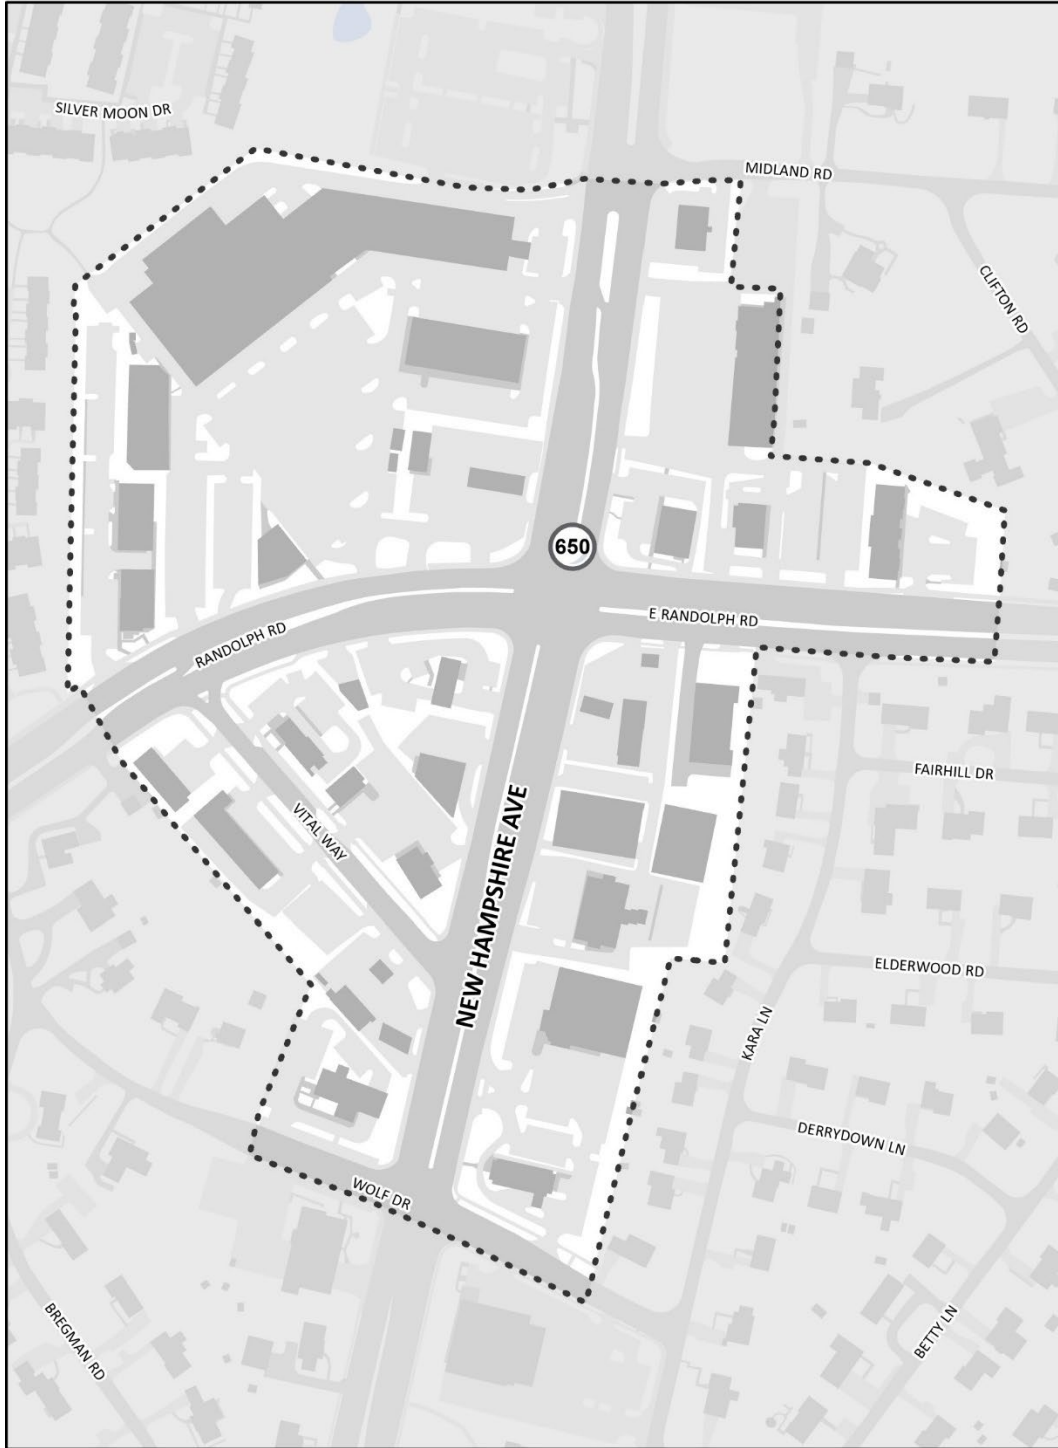 SILVER MOON DR
MIDLAND RD
CLIFTON RD
650
E RANDOLPH RD
RANDOLPH RD
FAIRHILL DR
VITAL WAY
NEW HAMPSHIRE AVE
ELDERWOOD RD
KARA LN
DERRYDOWN LN
WOLF DR
BETTY LN
BREGMAN RD